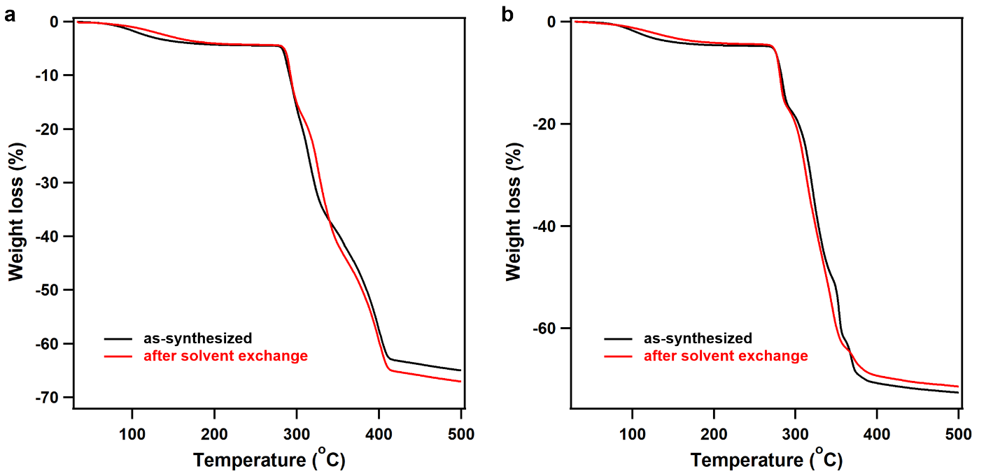 a
0
-10
-20
-30
-40
-50
-60
-70
Weight loss (%)
as-synthesized
after solvent exchange
100 200 300 400 500
Temperature (°C)
b
0
-20
-40
-60
Weight loss (%)
as-synthesized
after solvent exchange
100 200 300 400 500
Temperature (°C)